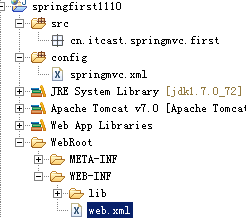 springfirst1110
src
cn.itcast.springmvc.first
config
springmvc.xml
JRE System Library [jdk1.7.0_72]
Apache Tomcat v7.0 [Apache Tomcat
Web App Libraries
WebRoot
META-INF
WEB-INF
lib
web.xml